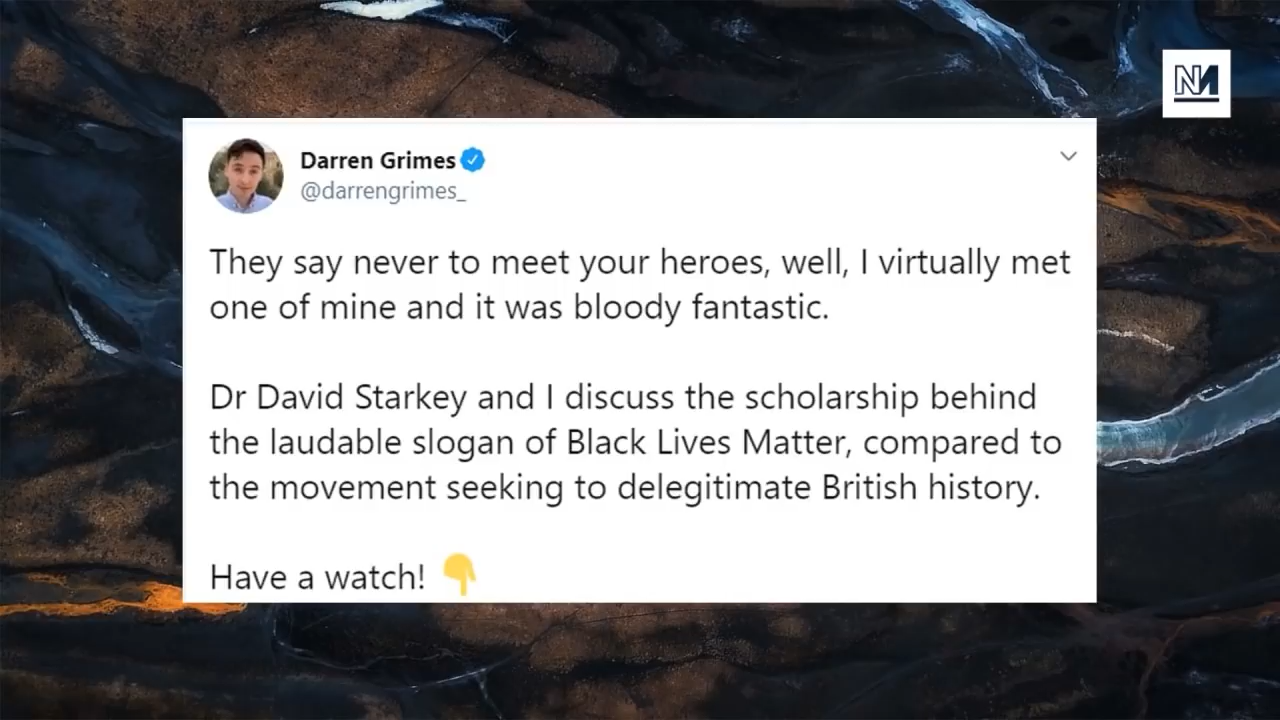 NM
Darren Grimes
@darrengrimes_
They say never to meet your heroes, well, I virtually met
one of mine and it was bloody fantastic.
Dr David Starkey and I discuss the scholarship behind
the laudable slogan of Black Lives Matter, compared to
the movement seeking to delegitimate British history.
Have a watch! 👇